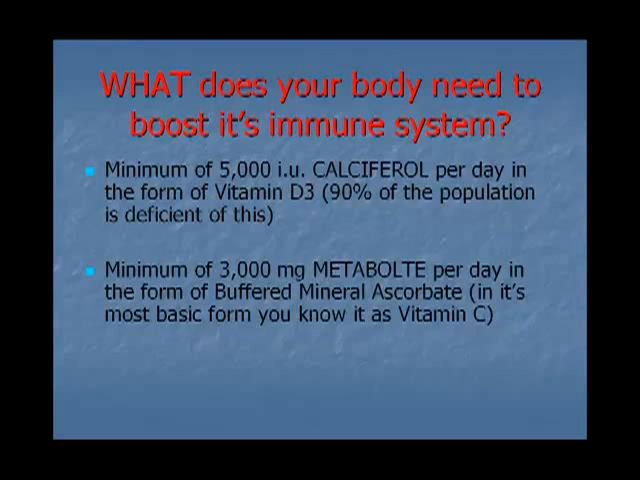 WHAT does your body need to
boost it's immune system?
Minimum of 5,000 i.u. CALCIFEROL per day in
the form of Vitamin D3 (90% of the population
is deficient of this)
Minimum of 3,000 mg METABOLTE per day in
the form of Buffered Mineral Ascorbate (in it's
most basic form you know it as Vitamin C)